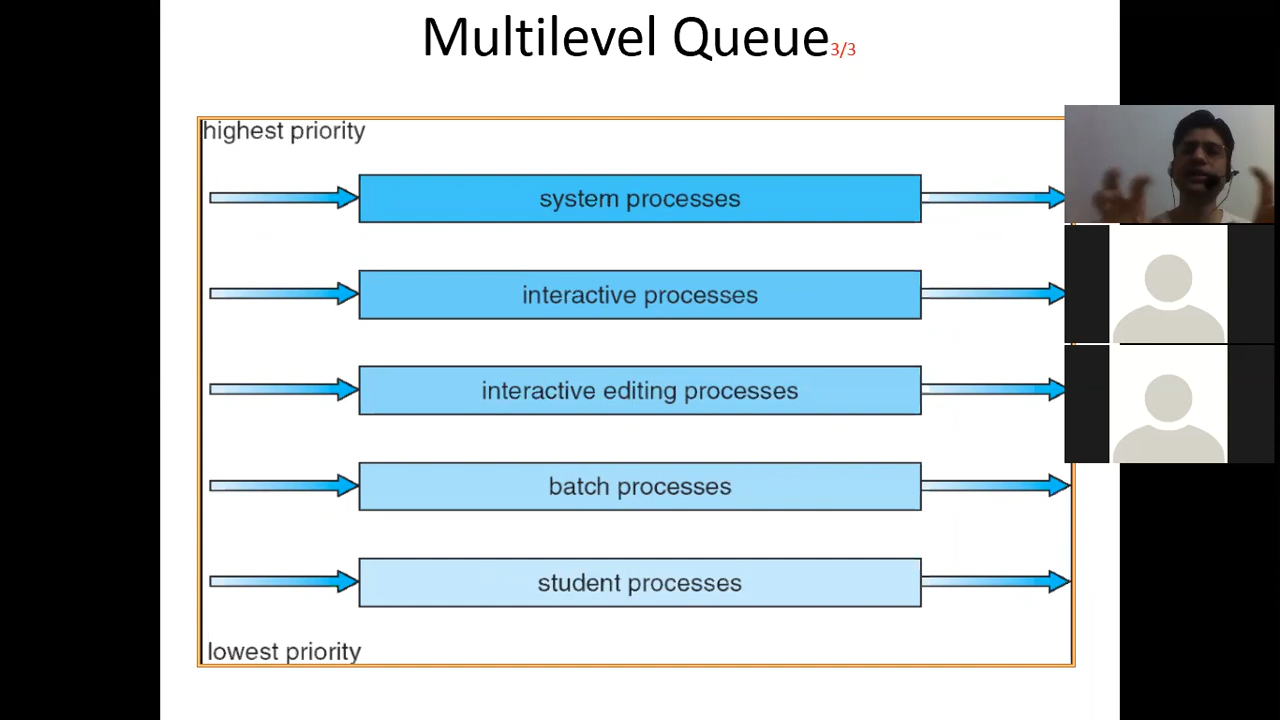 Multilevel Queue3/3
highest priority
system processes
interactive processes
interactive editing processes
batch processes
student processes
lowest priority